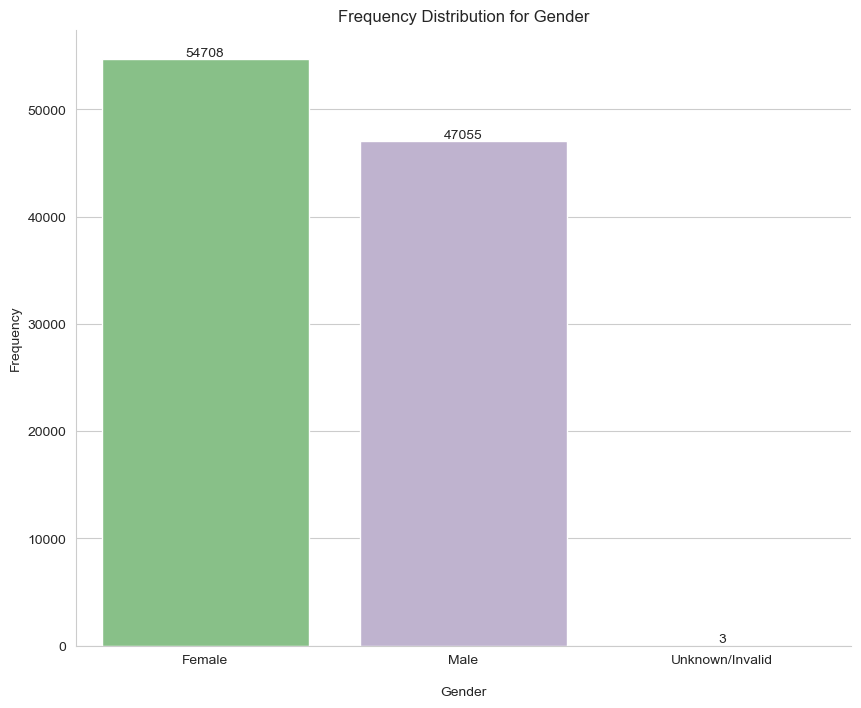 Frequency Distribution for Gender
54708
50000
47055
40000
30000
Frequency
20000
10000
3
0
Female Male Unknown/Invalid
Gender